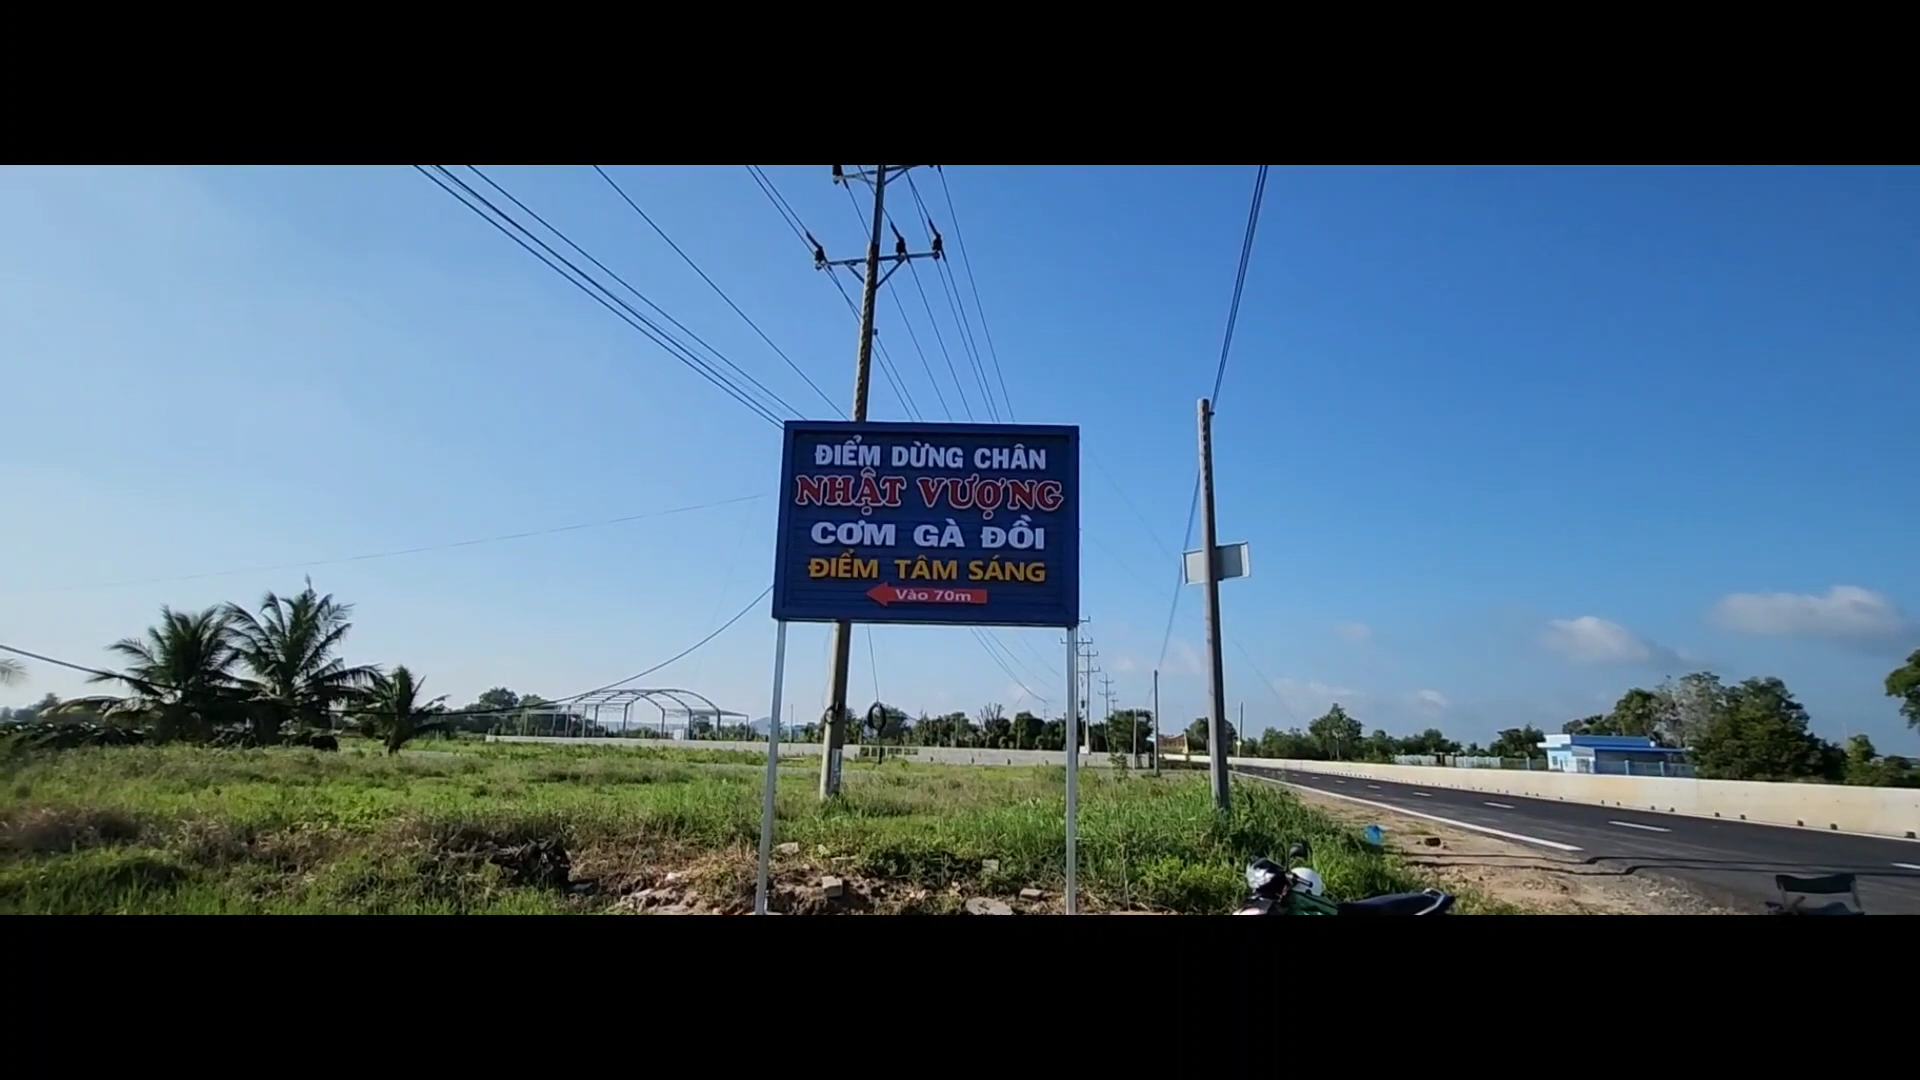 ĐIỂM DỪNG CHÂN
NHẬT VƯỢNG
CƠM GÀ ĐỒI
ĐIỂM TÂM SÁNG
Vào 70m